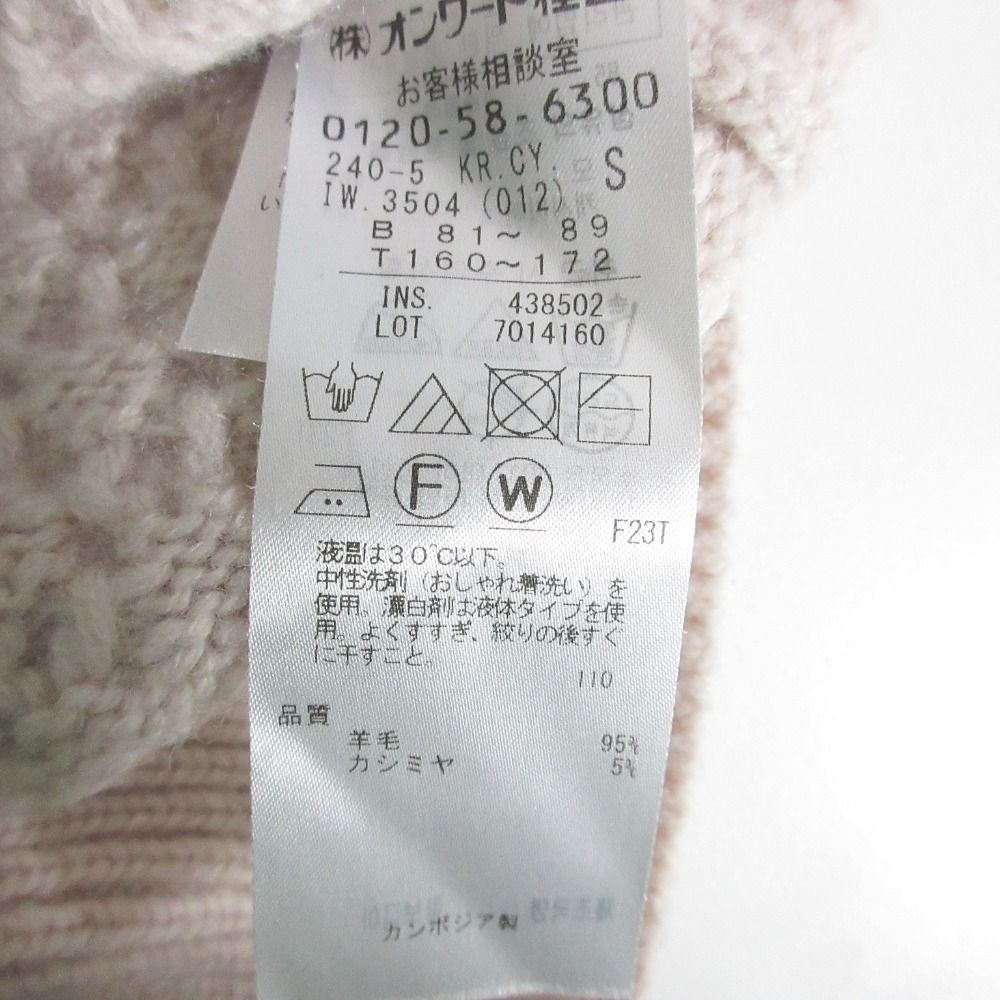 (株)オンワード樫山
お客様相談室
0120-58-6300
240-5 KR.CY. S
IW.3504 (012)
B 81〜 89
T160〜172
INS. 438502
LOT 7014160
F W
F23T
液温は30℃以下。
中性洗剤（おしゃれ着洗い）を
使用。漂白剤は液体タイプを使
用。よくすすぎ、絞りの後すぐ
に干すこと。
110
品質
羊毛 95%
カシミヤ 5%
カンボジア製